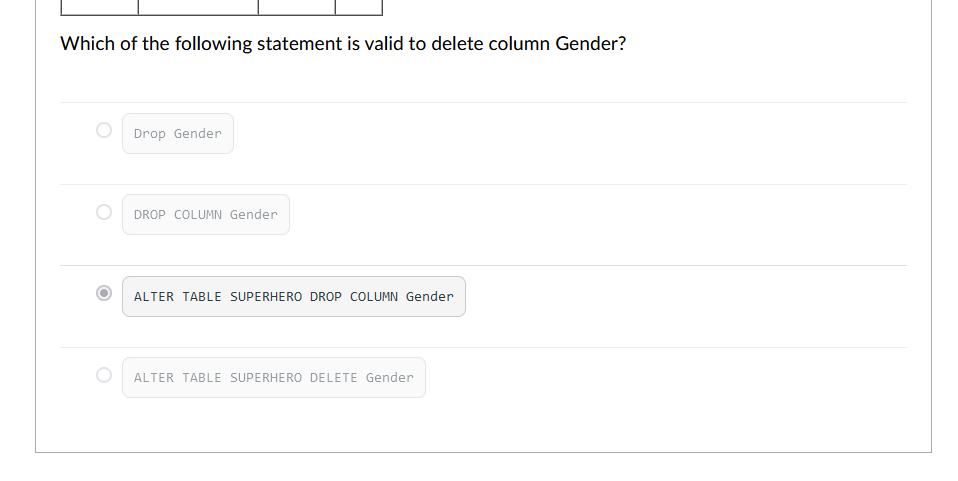 Which of the following statement is valid to delete column Gender?
Drop Gender
DROP COLUMN Gender
ALTER TABLE SUPERHERO DROP COLUMN Gender
ALTER TABLE SUPERHERO DELETE Gender